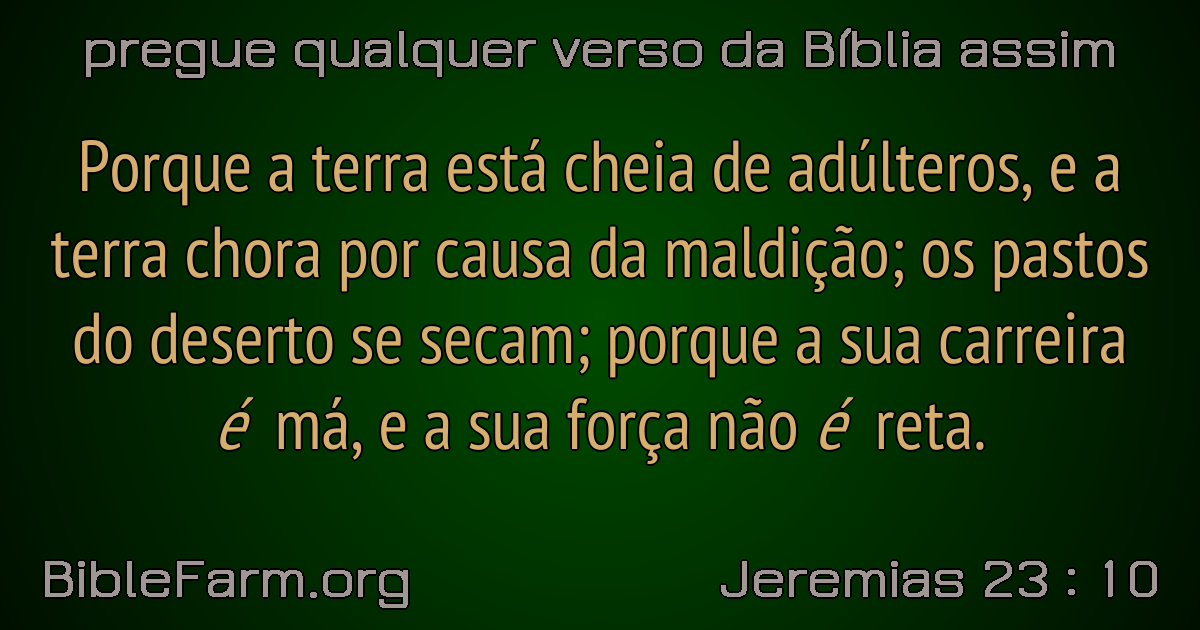 pregue qualquer verso da Bíblia assim
Porque a terra está cheia de adúlteros, e a
terra chora por causa da maldição; os pastos
do deserto se secam; porque a sua carreira
é má, e a sua força não é reta.
BibleFarm.org
Jeremias 23 : 10